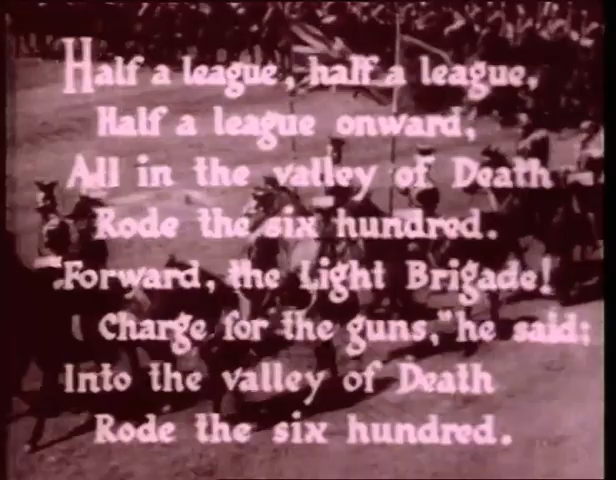 Half a league, half a league,
Half a league onward,
All in the valley of Death
Rode the six hundred.
"Forward, the Light Brigade!
Charge for the guns," he said:
Into the valley of Death
Rode the six hundred.